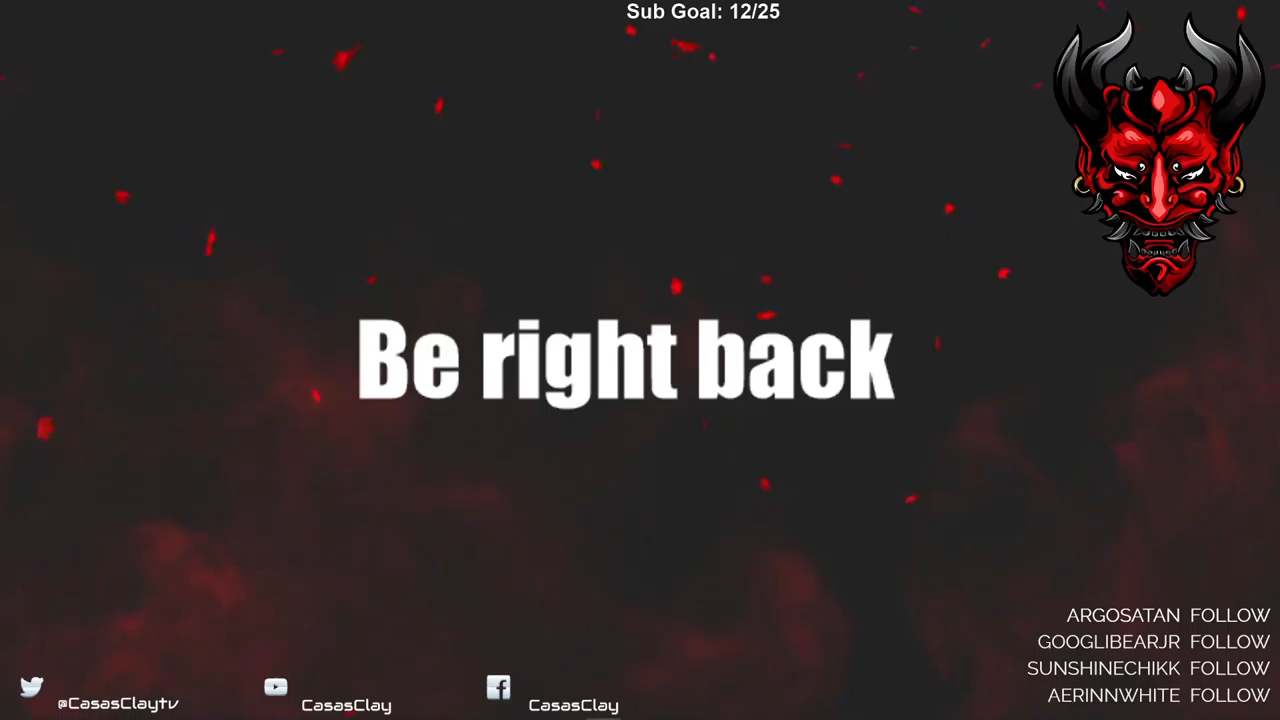 Sub Goal: 12/25
Be right back
ARGOSATAN FOLLOW
GOOGLIBEARJR FOLLOW
SUNSHINECHIKK FOLLOW
AERINNWHITE FOLLOW
@CasasClaytv
CasasClay
CasasClay